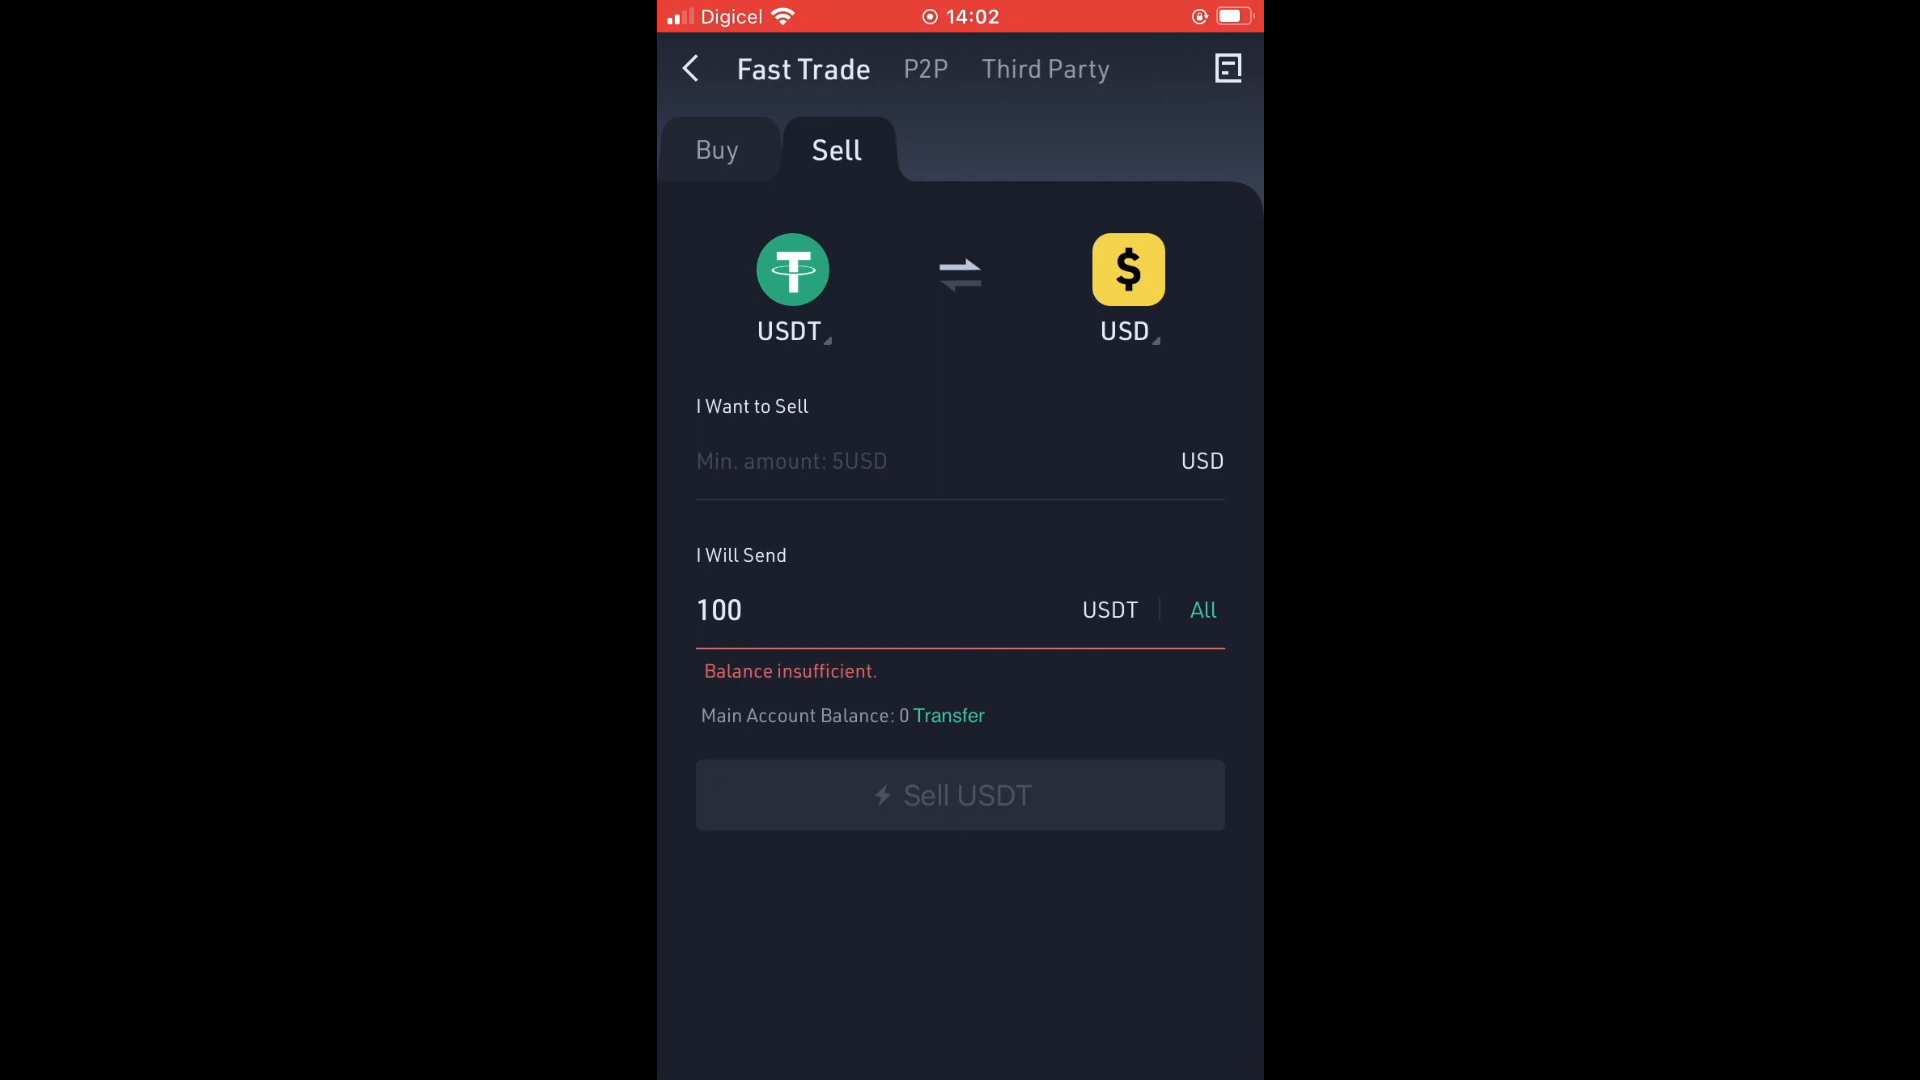 Digicel 14:02
Fast Trade P2P Third Party
Buy Sell
USDT USD
I Want to Sell
Min. amount: 5USD USD
I Will Send
100 USDT All
Balance insufficient.
Main Account Balance: 0 Transfer
Sell USDT